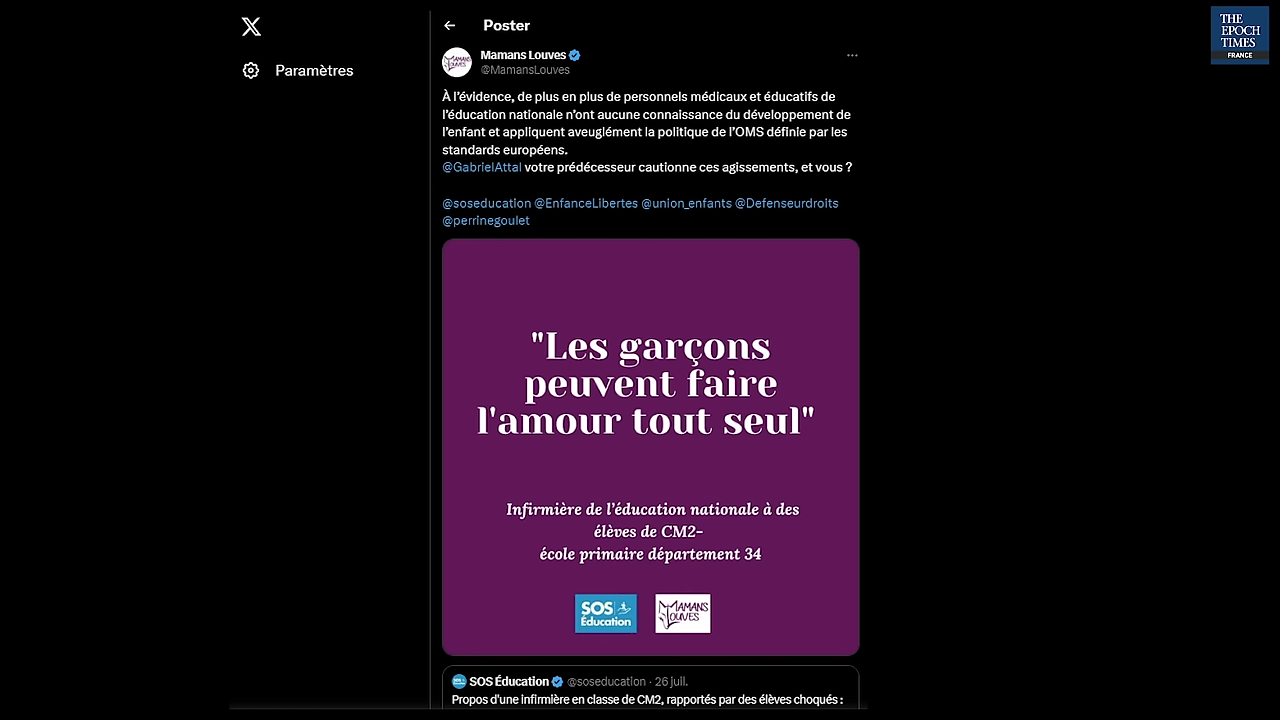 THE
EPOCH
TIMES
FRANCE
Paramètres
Poster
Mamans Louves
@MamansLouves
À l'évidence, de plus en plus de personnels médicaux et éducatifs de
l'éducation nationale n'ont aucune connaissance du développement de
l'enfant et appliquent aveuglément la politique de l'OMS définie par les
standards européens.
@GabrielAttal votre prédécesseur cautionne ces agissements, et vous ?
@soseducation @EnfanceLibertes @union_enfants @Defenseurdroits
@perrinegoulet
"Les garçons
peuvent faire
l'amour tout seul"
Infirmière de l'éducation nationale à des
élèves de CM2-
école primaire département 34
SOS
Éducation
MAMANS
LOUVES
SOS Éducation @soseducation · 26 juil.
Propos d'une infirmière en classe de CM2, rapportés par des élèves choqués :